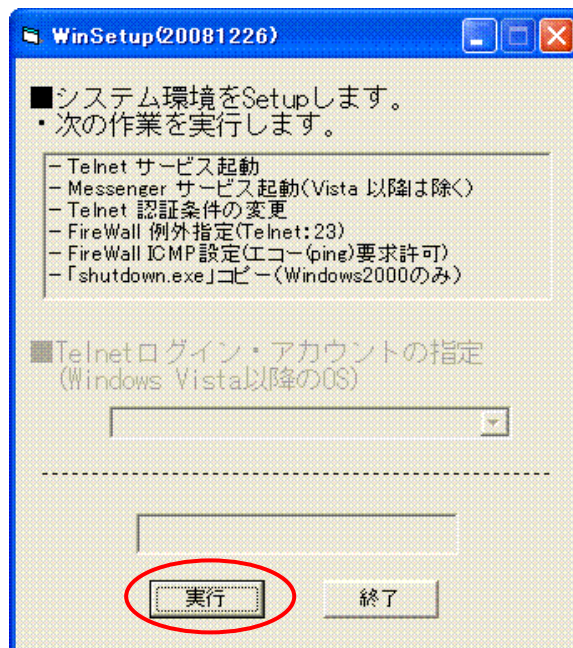 WinSetup(20081226)
■システム環境をSetupします。
・次の作業を実行します。
－Telnet サービス起動
－Messenger サービス起動(Vista 以降は除く)
－Telnet 認証条件の変更
－FireWall 例外指定(Telnet:23)
－FireWall ICMP設定(エコー(ping)要求許可)
－「shutdown.exe」コピー(Windows2000のみ)
■Telnetログイン・アカウントの指定
(Windows Vista以降のOS)
実行
終了